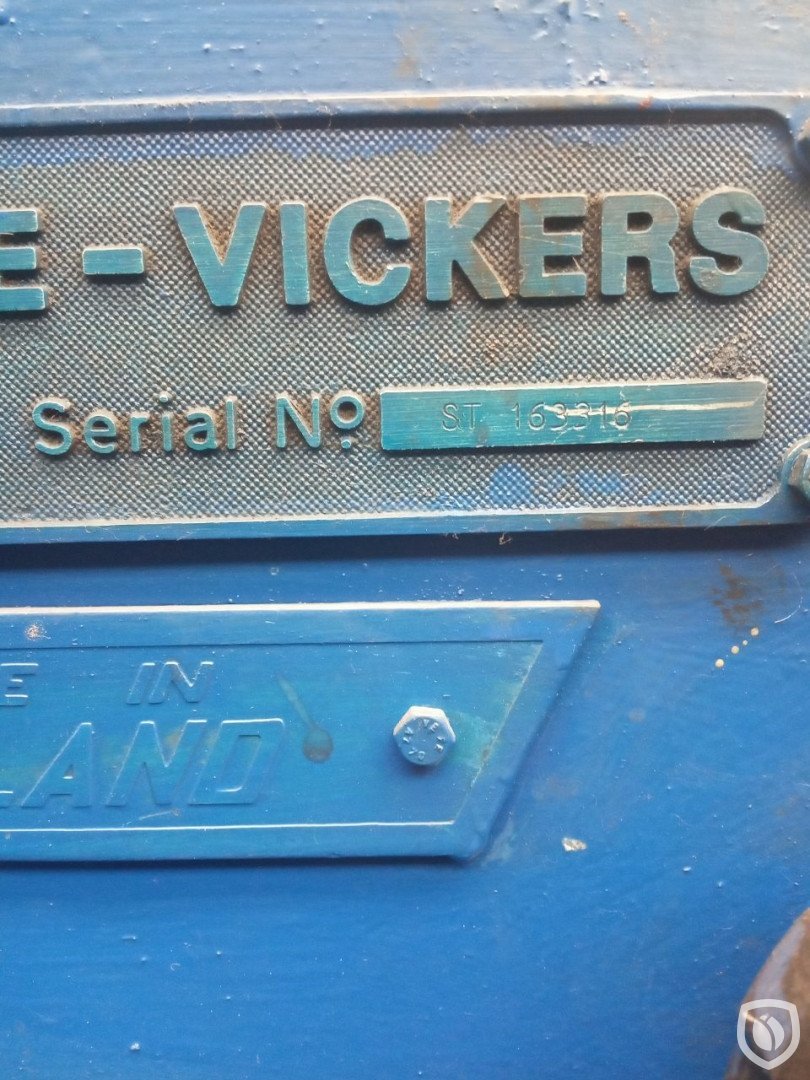 E-VICKERS
Serial Nº. ST 163316
E IN
LAND